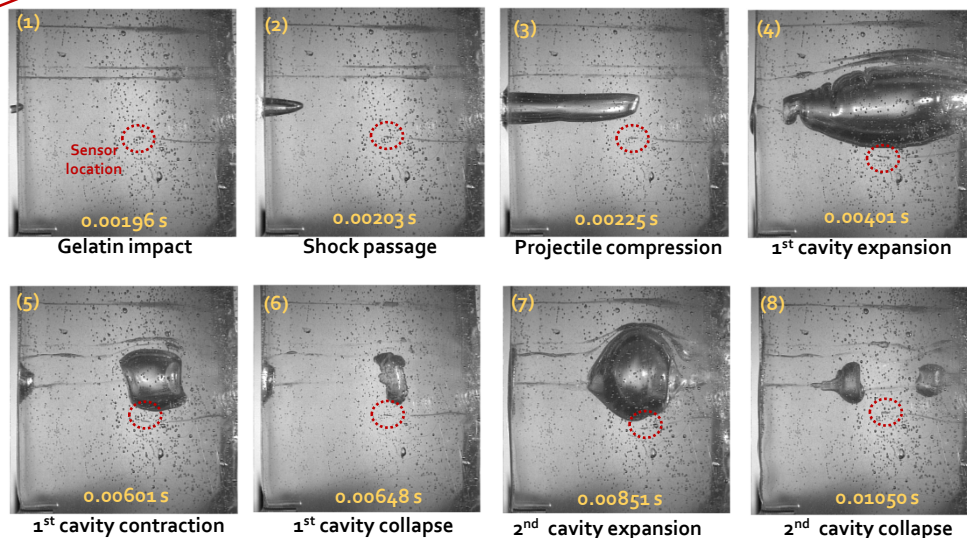 (1)
(2)
(3)
(4)
Sensor
location
0.00196 s
0.00203 s
0.00225 s
0.00401 s
Gelatin impact
Shock passage
Projectile compression
1st cavity expansion
(5)
(6)
(7)
(8)
0.00601 s
0.00648 s
0.00851 s
0.01050 s
1st cavity contraction
1st cavity collapse
2nd cavity expansion
2nd cavity collapse